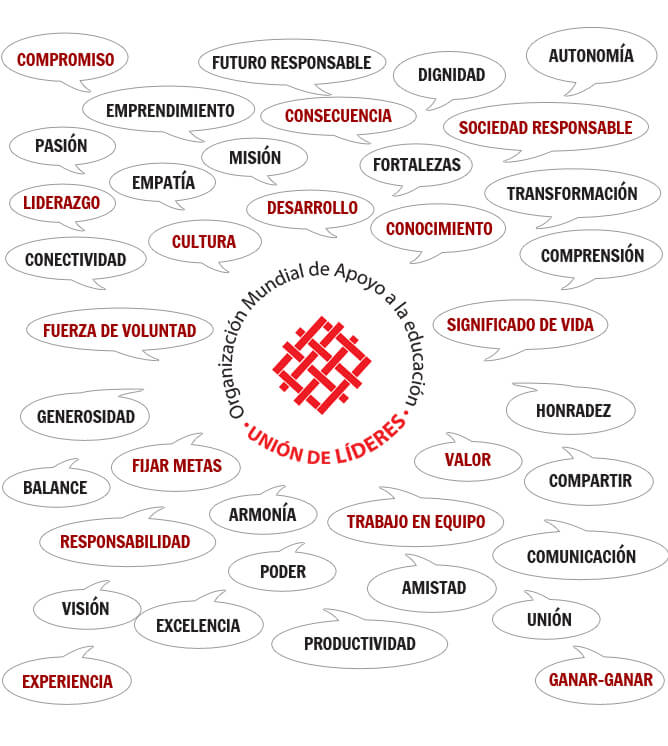 COMPROMISO
FUTURO RESPONSABLE
DIGNIDAD
AUTONOMÍA
EMPRENDIMIENTO
CONSECUENCIA
SOCIEDAD RESPONSABLE
PASIÓN
MISIÓN
FORTALEZAS
EMPATÍA
TRANSFORMACIÓN
LIDERAZGO
DESARROLLO
CONOCIMIENTO
CULTURA
CONECTIVIDAD
COMPRENSIÓN
Organización Mundial de Apoyo a la educación
• UNIÓN DE LÍDERES •
FUERZA DE VOLUNTAD
SIGNIFICADO DE VIDA
GENEROSIDAD
HONRADEZ
FIJAR METAS
VALOR
BALANCE
COMPARTIR
ARMONÍA
TRABAJO EN EQUIPO
RESPONSABILIDAD
COMUNICACIÓN
PODER
AMISTAD
VISIÓN
EXCELENCIA
UNIÓN
PRODUCTIVIDAD
EXPERIENCIA
GANAR-GANAR